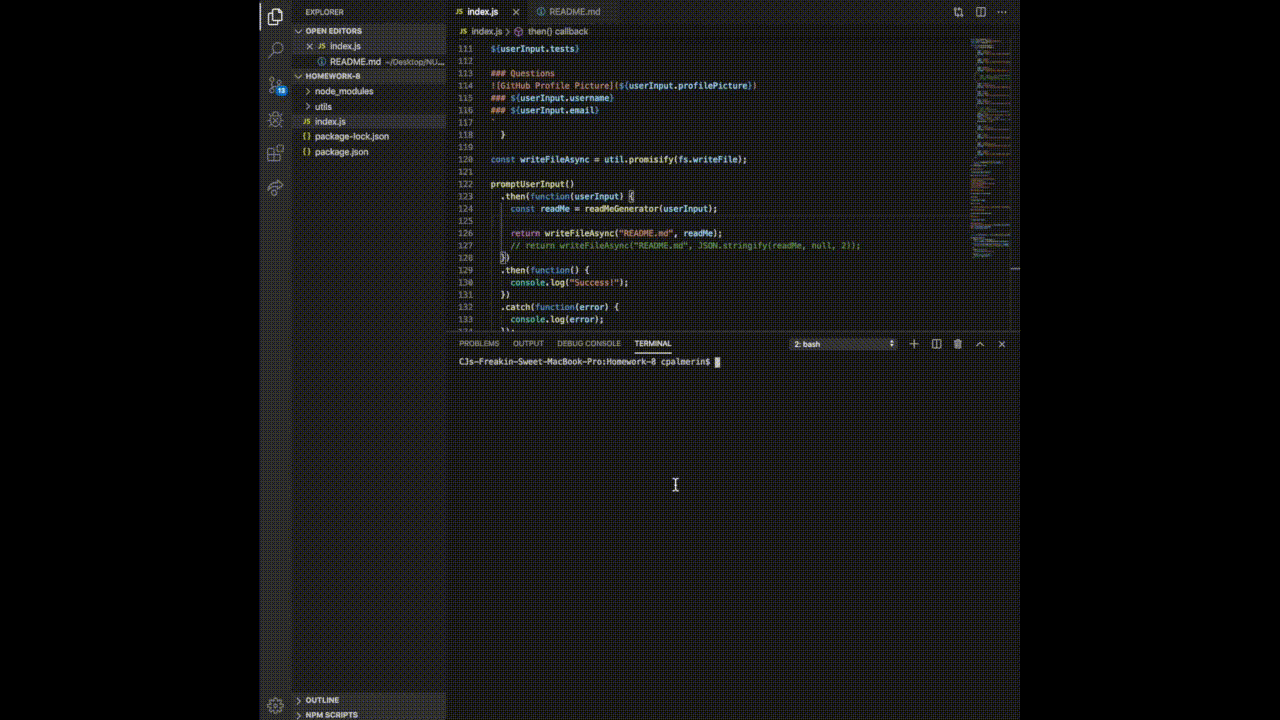 EXPLORER
OPEN EDITORS
JS index.js
README.md ~/Desktop/NU...
HOMEWORK-8
node_modules
utils
JS index.js
{} package-lock.json
{} package.json
OUTLINE
NPM SCRIPTS
13
JS index.js
README.md
JS index.js > then() callback
111 ${userInput.tests}
112
113 ### Questions
114 ![GitHub Profile Picture](${userInput.profilePicture})
115 ### ${userInput.username}
116 ### ${userInput.email}
117 `
118 }
119
120 const writeFileAsync = util.promisify(fs.writeFile);
121
122 promptUserInput()
123 .then(function(userInput) {
124 const readMe = readMeGenerator(userInput);
125
126 return writeFileAsync("README.md", readMe);
127 // return writeFileAsync("README.md", JSON.stringify(readMe, null, 2));
128 })
129 .then(function() {
130 console.log("Success!");
131 })
132 .catch(function(error) {
133 console.log(error);
134 });
PROBLEMS OUTPUT DEBUG CONSOLE TERMINAL
2: bash
CJs-Freakin-Sweet-MacBook-Pro:Homework-8 cpalmerin$